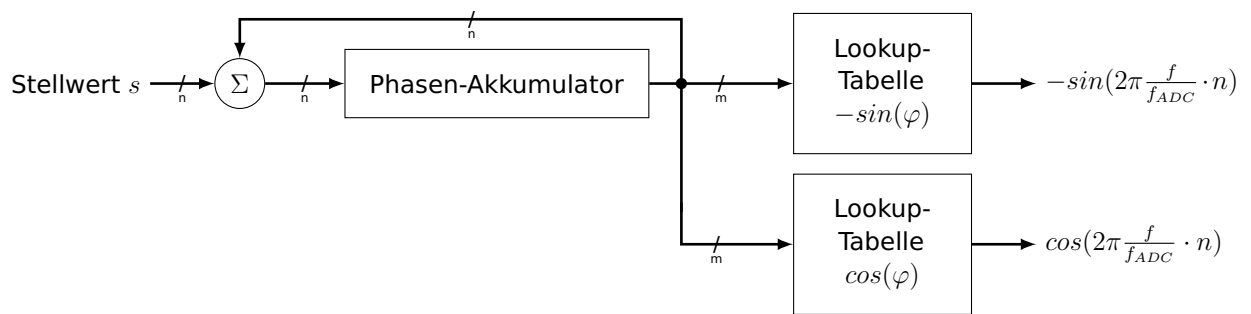 n
Stellwert s
n
Σ
n
Phasen-Akkumulator
m
Lookup-
Tabelle
−sin(φ)
−sin(2π f/f_ADC · n)
m
Lookup-
Tabelle
cos(φ)
cos(2π f/f_ADC · n)